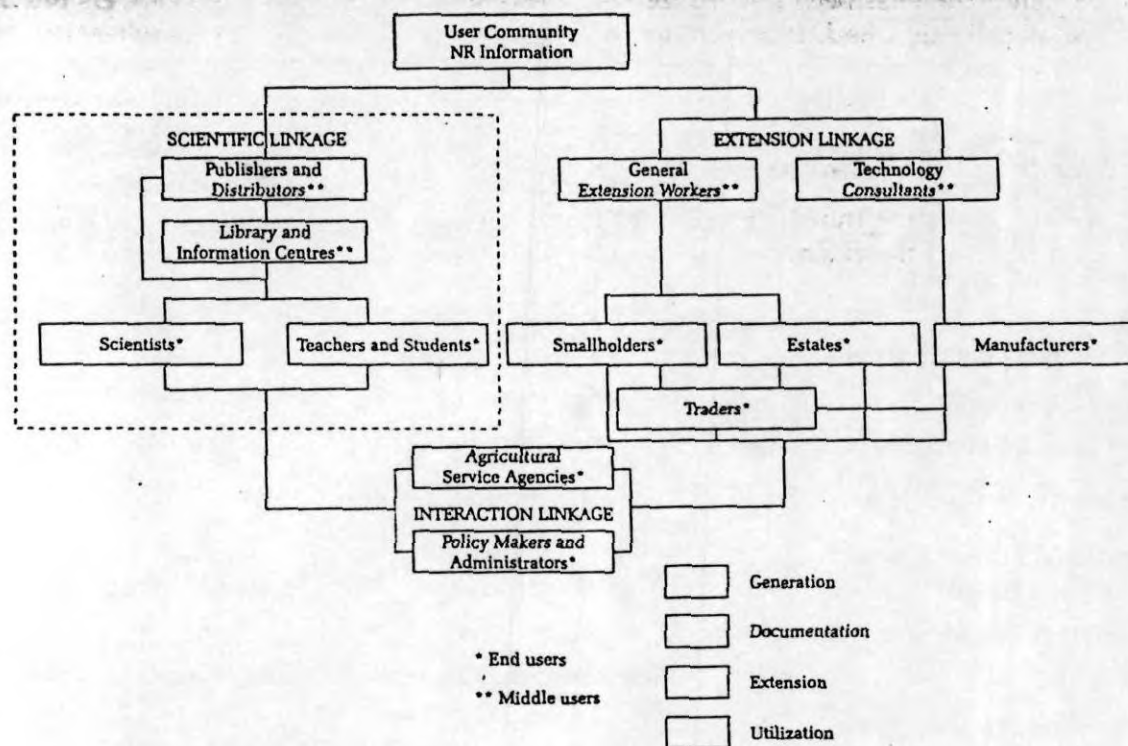 User Community
NR Information
SCIENTIFIC LINKAGE
EXTENSION LINKAGE
Publishers and
Distributors**
General
Extension Workers**
Technology
Consultants**
Library and
Information Centres**
Scientists*
Teachers and Students*
Smallholders*
Estates*
Manufacturers*
Traders*
Agricultural
Service Agencies*
INTERACTION LINKAGE
Policy Makers and
Administrators*
Generation
Documentation
* End users
Extension
** Middle users
Utilization